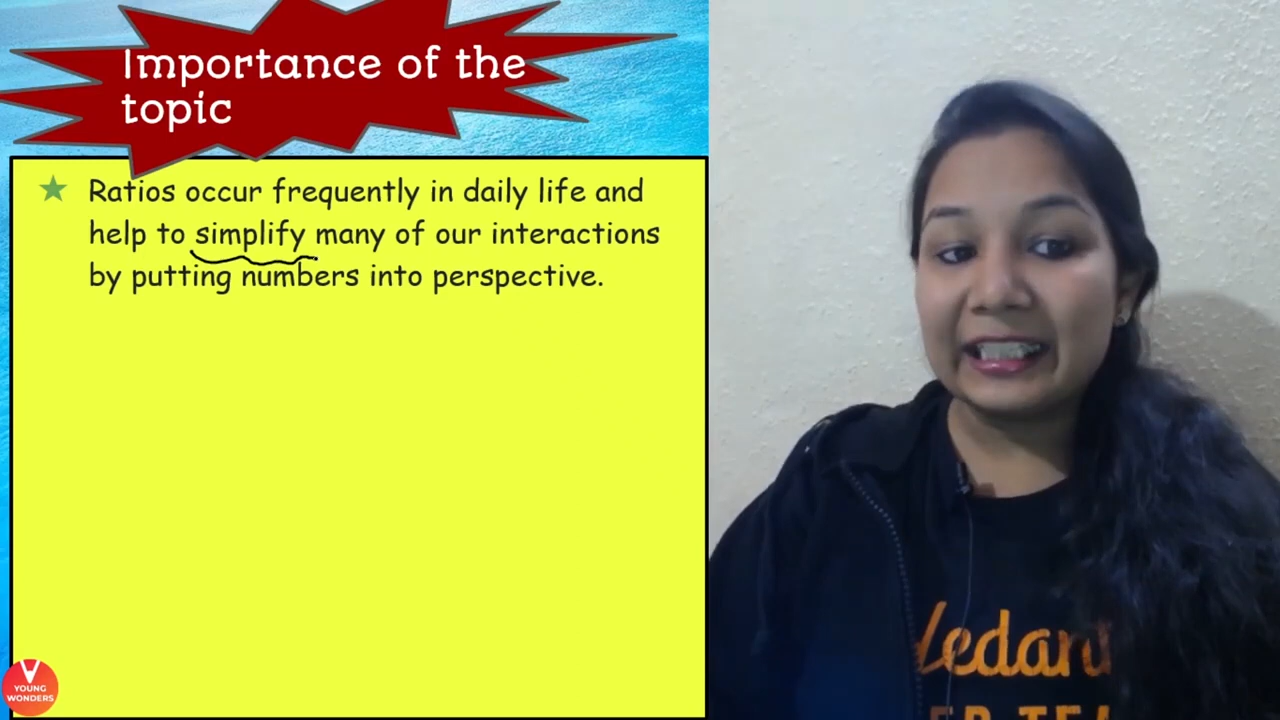 Importance of the
topic
Ratios occur frequently in daily life and
help to simplify many of our interactions
by putting numbers into perspective.
YOUNG
WONDERS